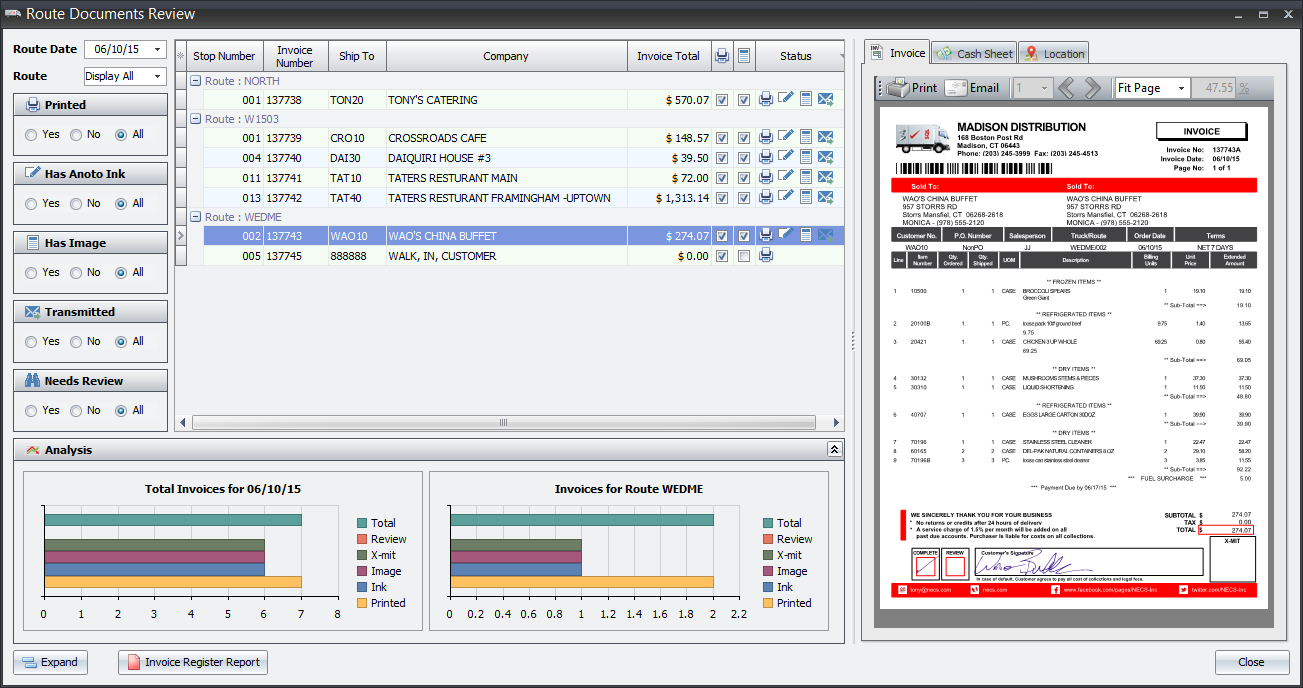 Route Documents Review
Route Date 06/10/15
Route Display All
Printed
Yes No All
Has Anoto Ink
Yes No All
Has Image
Yes No All
Transmitted
Yes No All
Needs Review
Yes No All
Stop Number Invoice Number Ship To Company Invoice Total Status
Route : NORTH
001 137738 TON20 TONY'S CATERING $ 570.07
Route : W1503
001 137739 CRO10 CROSSROADS CAFE $ 148.57
004 137740 DAI30 DAIQUIRI HOUSE #3 $ 39.50
011 137741 TAT10 TATERS RESTURANT MAIN $ 72.00
013 137742 TAT40 TATERS RESTURANT FRAMINGHAM -UPTOWN $ 1,313.14
Route : WEDME
002 137743 WAO10 WAO'S CHINA BUFFET $ 274.07
005 137745 888888 WALK, IN, CUSTOMER $ 0.00
Analysis
Total Invoices for 06/10/15
Total
Review
X-mit
Image
Ink
Printed
0 1 2 3 4 5 6 7 8
Invoices for Route WEDME
Total
Review
X-mit
Image
Ink
Printed
0 0.2 0.4 0.6 0.8 1 1.2 1.4 1.6 1.8 2 2.2
Expand Invoice Register Report
Invoice Cash Sheet Location
Print Email 1 Fit Page 47.55 %
MADISON DISTRIBUTION
168 Boston Post Rd
Madison, CT 06443
Phone: (203) 245-3999 Fax: (203) 245-4513
INVOICE
Invoice No: 137743A
Invoice Date: 06/10/15
Page No: 1 of 1
Sold To: Sold To:
WAO'S CHINA BUFFET WAO'S CHINA BUFFET
957 STORRS RD 957 STORRS RD
Storrs Mansfiel, CT 06268-2618 Storrs Mansfiel, CT 06268-2618
MONICA - (978) 555-2120 MONICA - (978) 555-2120
Customer No. P.O. Number Salesperson Truck/Route Order Date Terms
WAO10 NonPO JJ WEDME/002 06/10/15 NET 7 DAYS
Line Item Number Qty. Ordered Qty. Shipped UOM Description Billing Units Unit Price Extended Amount
** FROZEN ITEMS **
1 10500 1 1 CASE BROCCOLI SPEARS 1 19.10 19.10
Green Giant
** Sub-Total ==> 19.10
** REFRIGERATED ITEMS **
2 20100B 1 1 PC. loose pack 10# ground beef 9.75 1.40 13.65
9.75
3 20421 1 1 CASE CHICKEN 3 UP WHOLE 69.25 0.80 55.40
69.25
** Sub-Total ==> 69.05
** DRY ITEMS **
4 30132 1 1 CASE MUSHROOMS STEMS & PIECES 1 37.30 37.30
5 30310 1 1 CASE LIQUID SHORTENING 1 11.50 11.50
** Sub-Total ==> 48.80
** REFRIGERATED ITEMS **
6 40707 1 1 CASE EGGS LARGE CARTON 30DOZ 1 39.90 39.90
** Sub-Total ==> 39.90
** DRY ITEMS **
7 70196 1 1 CASE STAINLESS STEEL CLEANER 1 22.47 22.47
8 60165 2 2 CASE DEL-PAK NATURAL CONTAINERS 8 OZ 2 29.10 58.20
9 70196B 3 3 PC. loose can stainless steel cleaner 3 3.85 11.55
** Sub-Total ==> 92.22
*** FUEL SURCHARGE *** 5.00
*** Payment Due by 06/17/15 ***
WE SINCERELY THANK YOU FOR YOUR BUSINESS
* No returns or credits after 24 hours of delivery
* A service charge of 1.5% per month will be added on all
past due accounts. Purchaser is liable for costs on all collections.
SUBTOTAL $ 274.07
TAX $ 0.00
TOTAL $ 274.07
COMPLETE REVIEW Customer's Signature X-MIT
In case of default, Customer agrees to pay all cost of collections and legal fees.
tony@necs.com necs.com www.facebook.com/pages/NECS-Inc twitter.com/NECS-Inc
Close